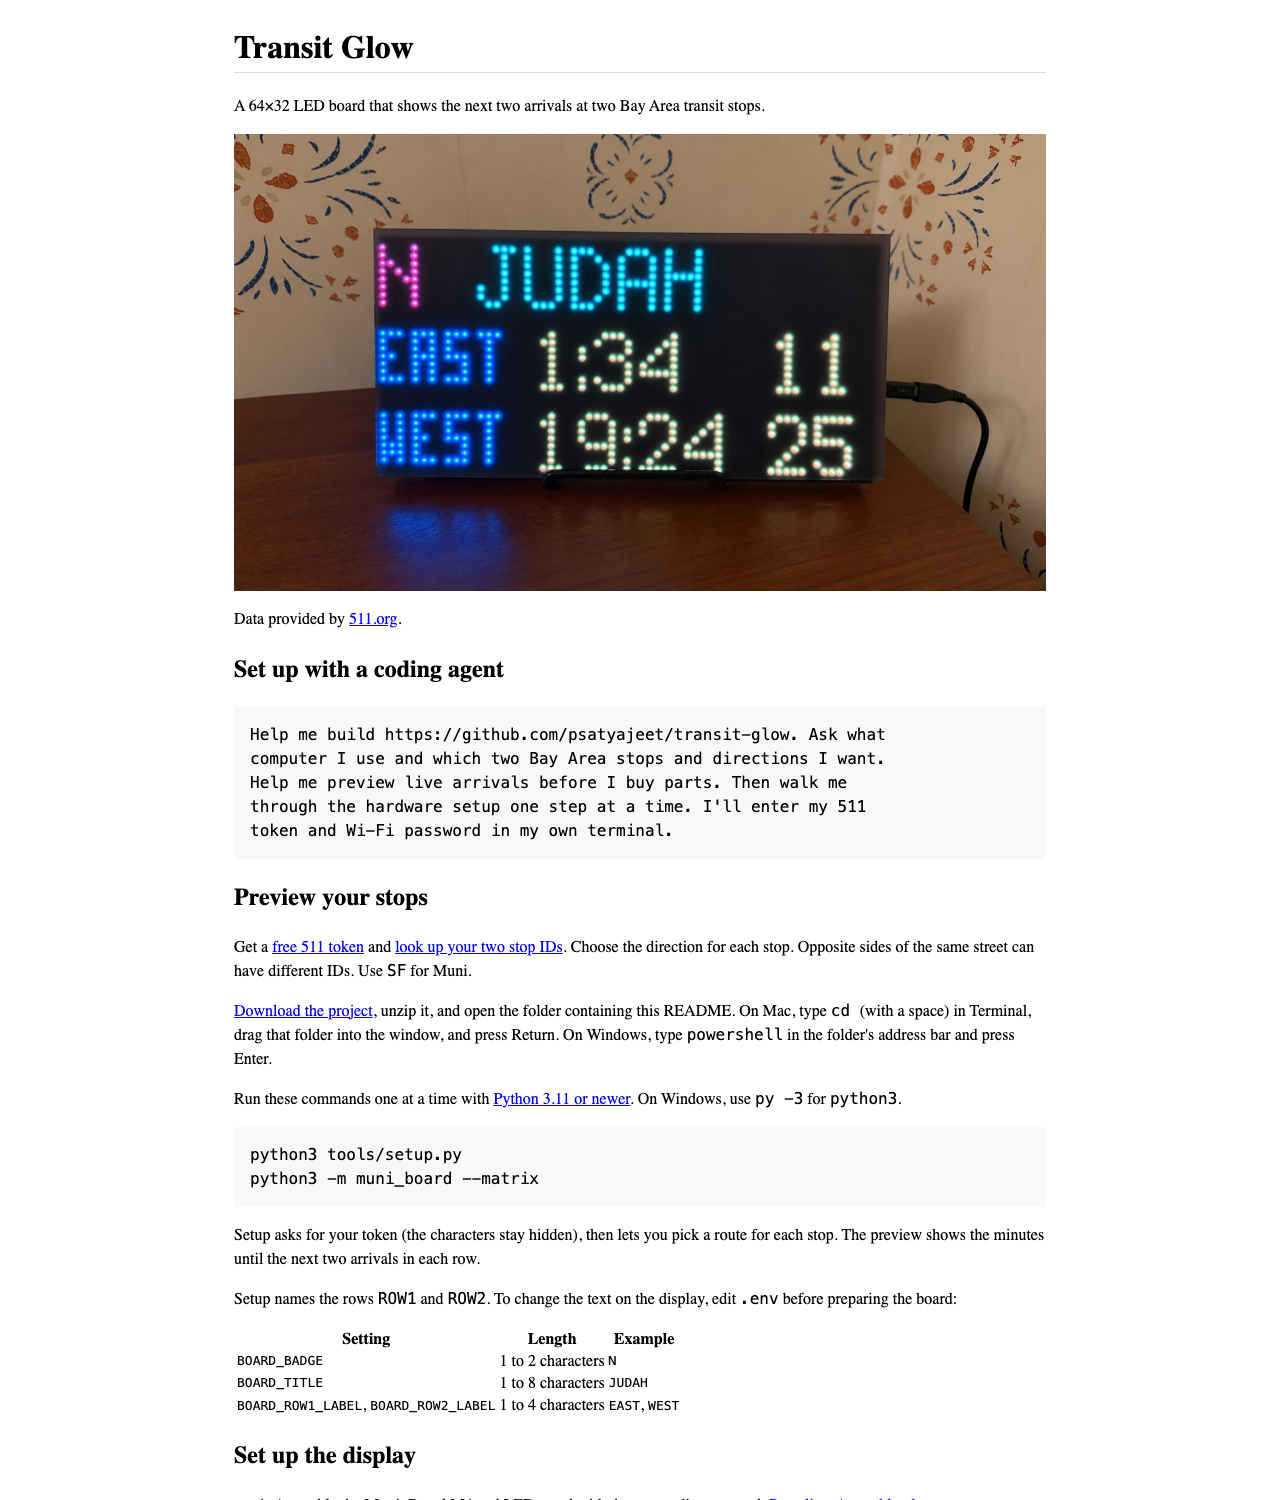 Transit Glow
A 64×32 LED board that shows the next two arrivals at two Bay Area transit stops.
N JUDAH
EAST 1:34 11
WEST 19:24 25
Data provided by 511.org.
Set up with a coding agent
Help me build https://github.com/psatyajeet/transit-glow. Ask what
computer I use and which two Bay Area stops and directions I want.
Help me preview live arrivals before I buy parts. Then walk me
through the hardware setup one step at a time. I'll enter my 511
token and Wi-Fi password in my own terminal.
Preview your stops
Get a free 511 token and look up your two stop IDs. Choose the direction for each stop. Opposite sides of the same street can
have different IDs. Use SF for Muni.
Download the project, unzip it, and open the folder containing this README. On Mac, type cd (with a space) in Terminal,
drag that folder into the window, and press Return. On Windows, type powershell in the folder's address bar and press
Enter.
Run these commands one at a time with Python 3.11 or newer. On Windows, use py -3 for python3.
python3 tools/setup.py
python3 -m muni_board --matrix
Setup asks for your token (the characters stay hidden), then lets you pick a route for each stop. The preview shows the minutes
until the next two arrivals in each row.
Setup names the rows ROW1 and ROW2. To change the text on the display, edit .env before preparing the board:
Setting Length Example
BOARD_BADGE 1 to 2 characters N
BOARD_TITLE 1 to 8 characters JUDAH
BOARD_ROW1_LABEL, BOARD_ROW2_LABEL 1 to 4 characters EAST, WEST
Set up the display